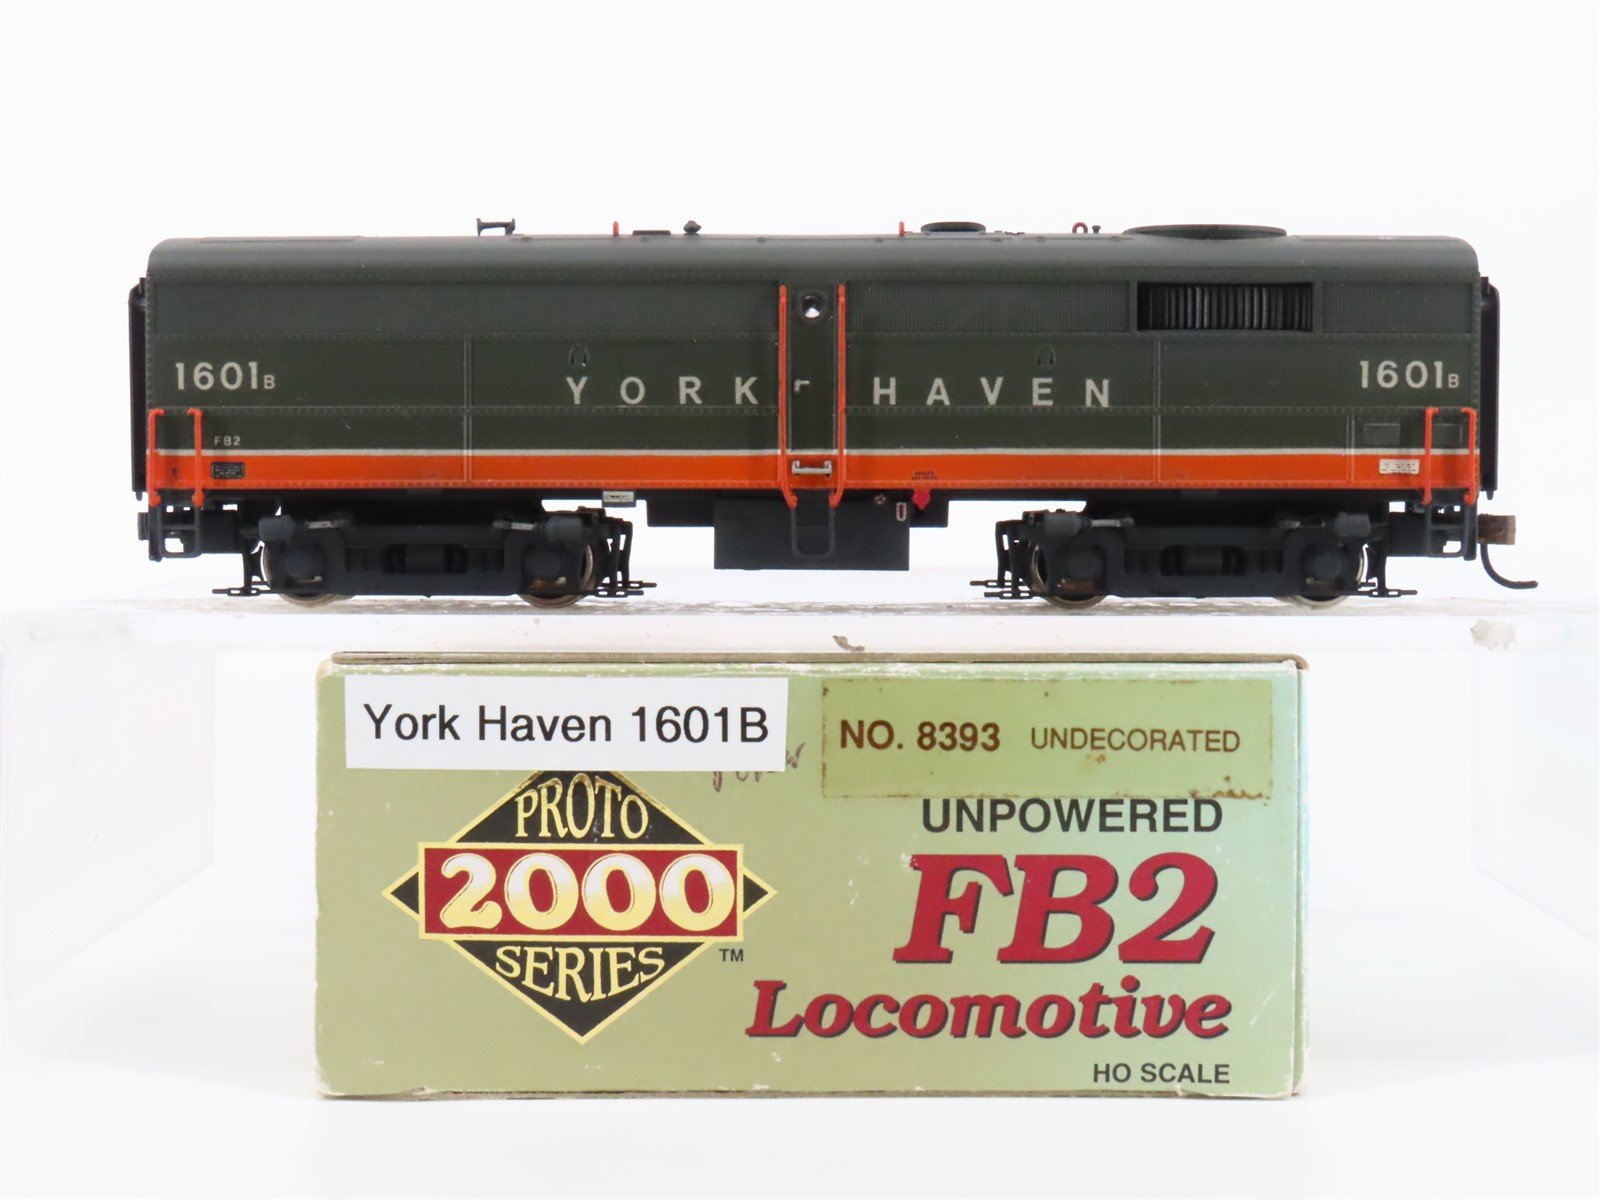 1601B
YORK HAVEN
1601B
FB2
York Haven 1601B
NO. 8393 UNDECORATED
PROTO
2000
SERIES
TM
UNPOWERED
FB2
Locomotive
HO SCALE